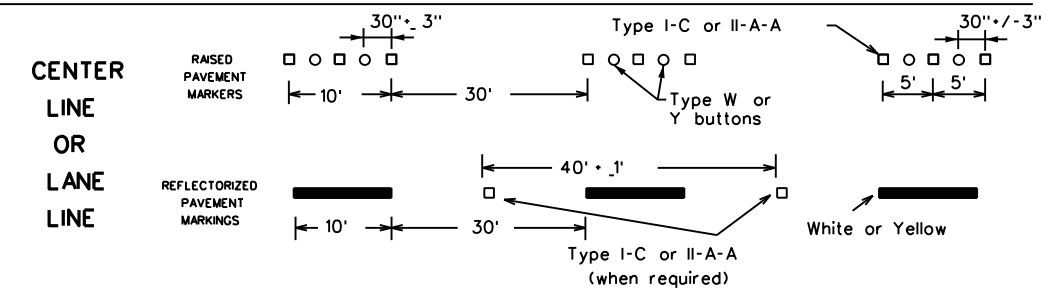 CENTER
LINE
OR
LANE
LINE
RAISED
PAVEMENT
MARKERS
30"+_ 3"
10'
30'
Type I-C or II-A-A
Type W or
Y buttons
30"+/-3"
5'
5'
REFLECTORIZED
PAVEMENT
MARKINGS
40' +_1'
10'
30'
Type I-C or II-A-A
(when required)
White or Yellow